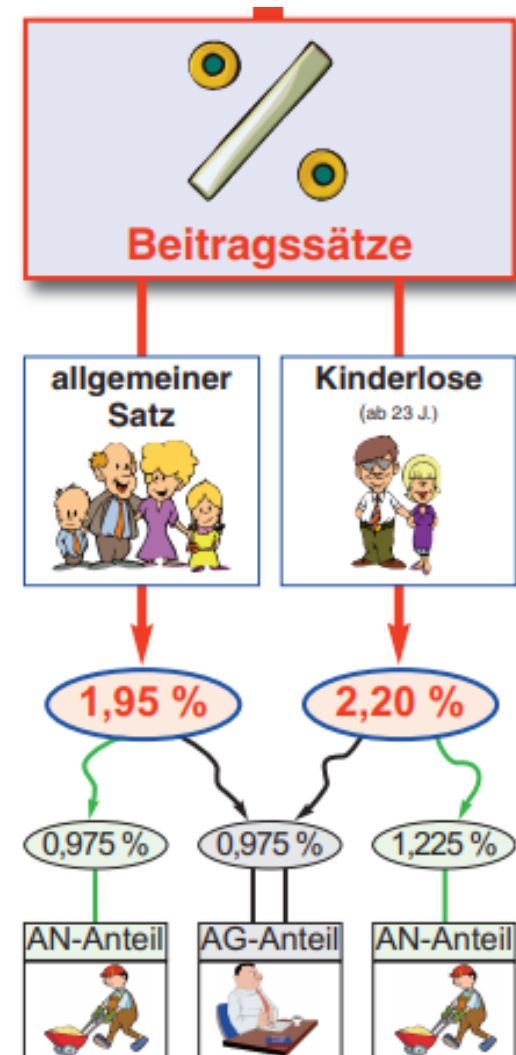 Beitragssätze
allgemeiner
Satz
Kinderlose
(ab 23 J.)
1,95 %
2,20 %
0,975 %
0,975 %
1,225 %
AN-Anteil
AG-Anteil
AN-Anteil